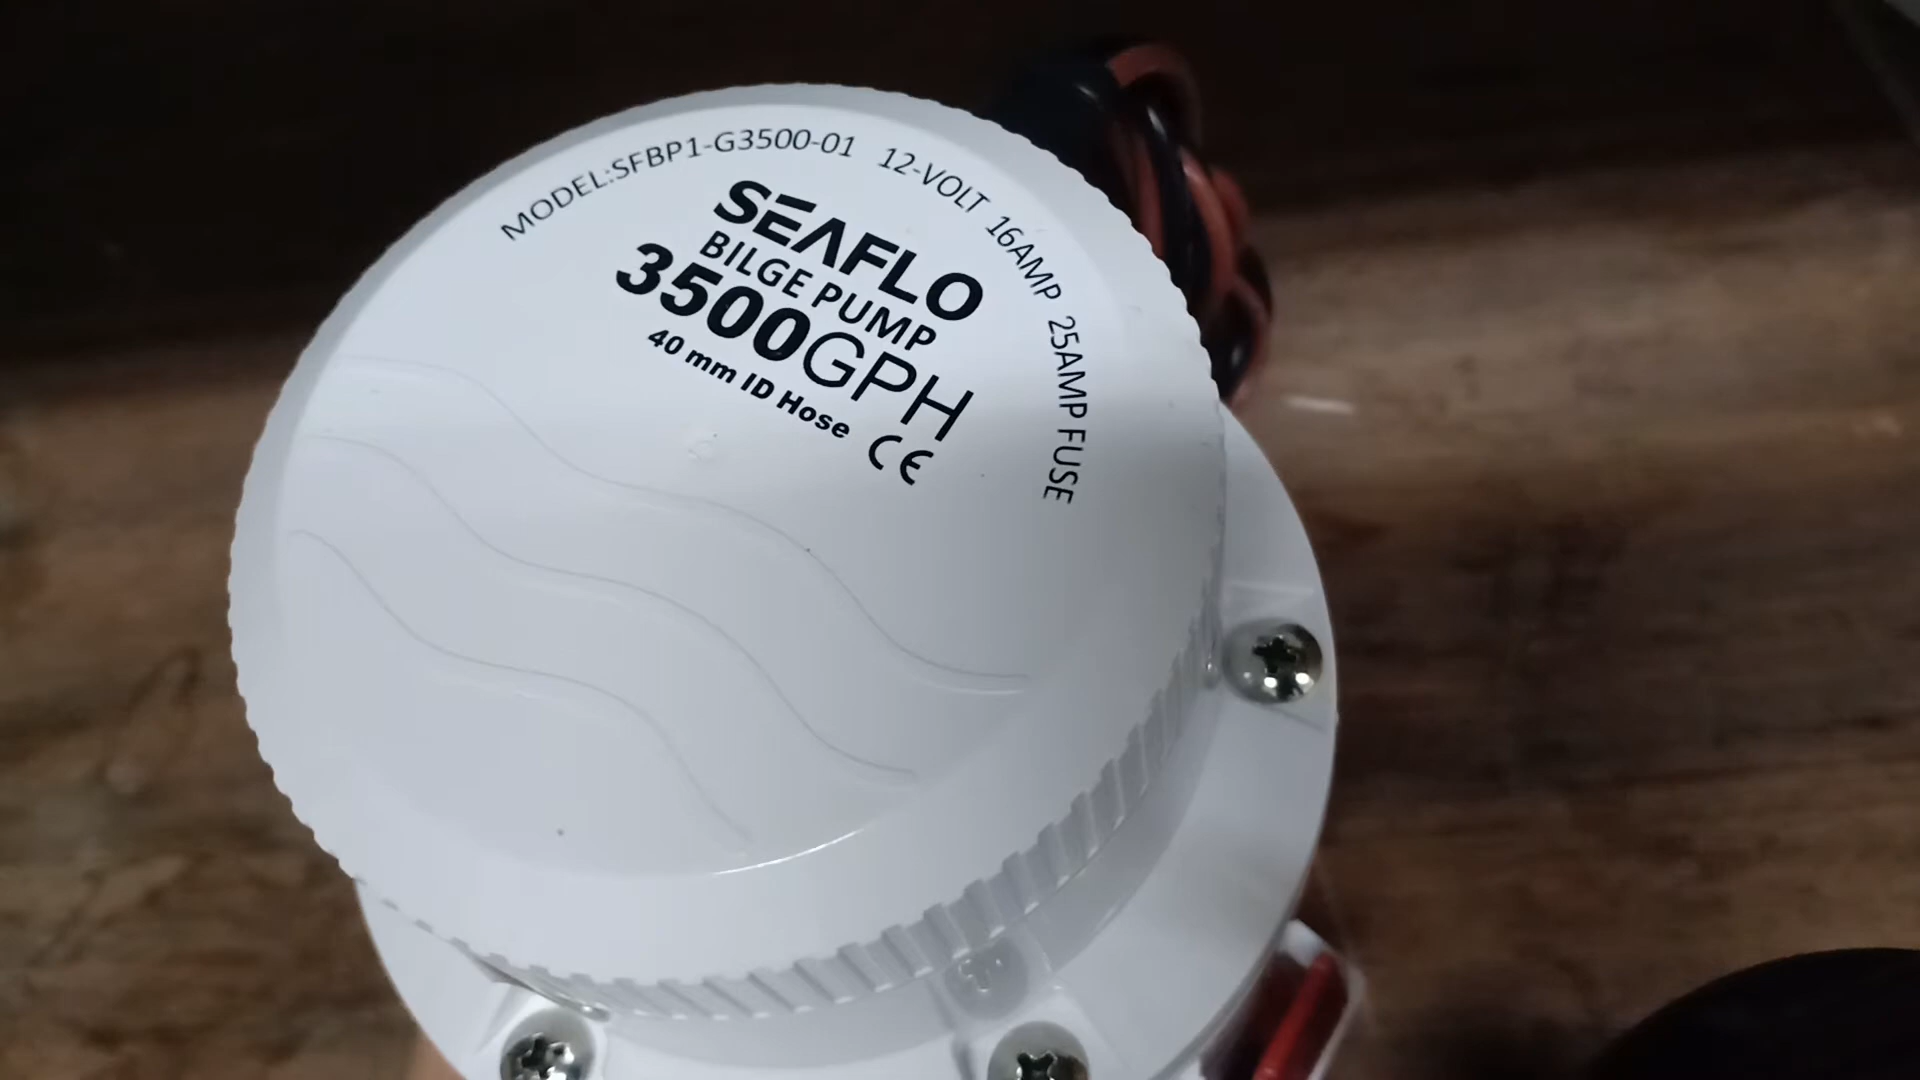 MODEL:SFBP1-G3500-01 12-VOLT 16AMP 25AMP FUSE
SEAFLO
BILGE PUMP
3500GPH
40 mm ID Hose CE